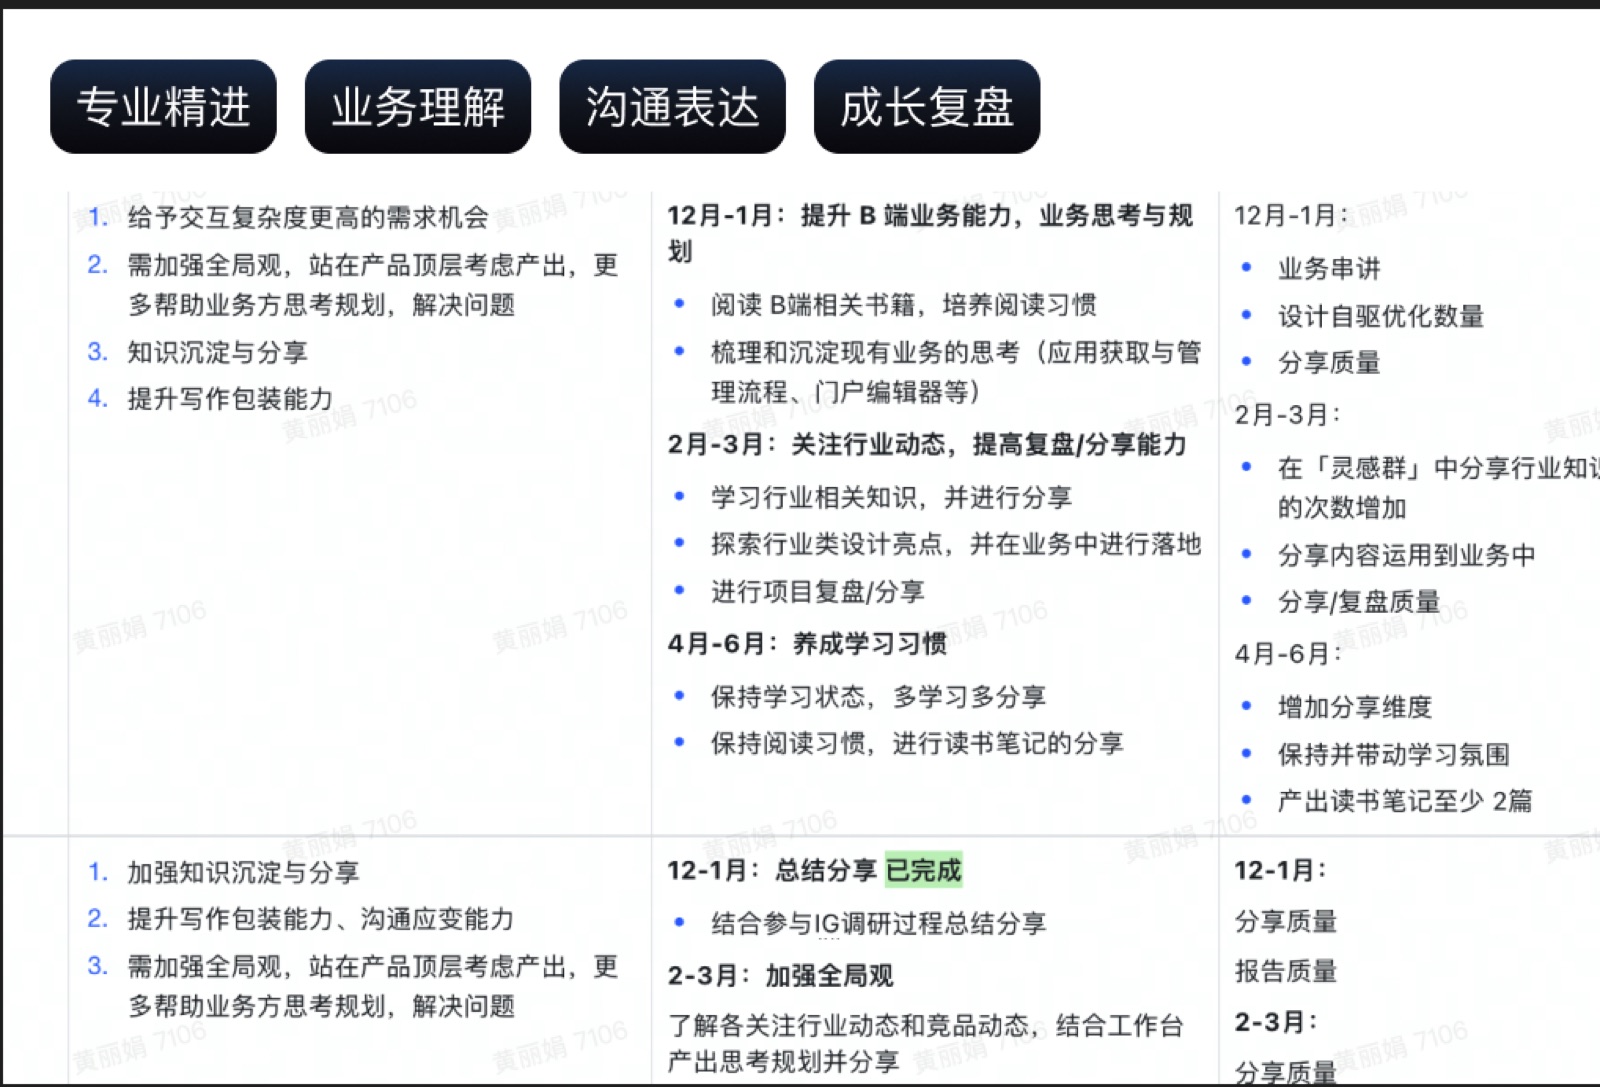 专业精进
业务理解
沟通表达
成长复盘
1. 给予交互复杂度更高的需求机会
2. 需加强全局观，站在产品顶层考虑产出，更
多帮助业务方思考规划，解决问题
3. 知识沉淀与分享
4. 提升写作包装能力
12月-1月：提升 B 端业务能力，业务思考与规
划
• 阅读 B端相关书籍，培养阅读习惯
• 梳理和沉淀现有业务的思考（应用获取与管
理流程、门户编辑器等）
2月-3月：关注行业动态，提高复盘/分享能力
• 学习行业相关知识，并进行分享
• 探索行业类设计亮点，并在业务中进行落地
• 进行项目复盘/分享
4月-6月：养成学习习惯
• 保持学习状态，多学习多分享
• 保持阅读习惯，进行读书笔记的分享
12月-1月：
• 业务串讲
• 设计自驱优化数量
• 分享质量
2月-3月：
• 在「灵感群」中分享行业知识
的次数增加
• 分享内容运用到业务中
• 分享/复盘质量
4月-6月：
• 增加分享维度
• 保持并带动学习氛围
• 产出读书笔记至少 2篇
1. 加强知识沉淀与分享
2. 提升写作包装能力、沟通应变能力
3. 需加强全局观，站在产品顶层考虑产出，更
多帮助业务方思考规划，解决问题
12-1月：总结分享 已完成
• 结合参与IG调研过程总结分享
2-3月：加强全局观
了解各关注行业动态和竞品动态，结合工作台
产出思考规划并分享
12-1月：
分享质量
报告质量
2-3月：
分享质量
黄丽娟 7106